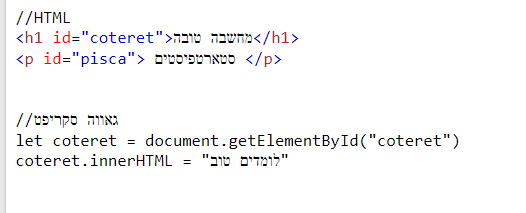 //HTML
<h1 id="coteret">מחשבה טובה</h1>
<p id="pisca"> סטארטפיסטים </p>
//גאווה סקריפט
let coteret = document.getElementById("coteret")
coteret.innerHTML = "לומדים טוב"